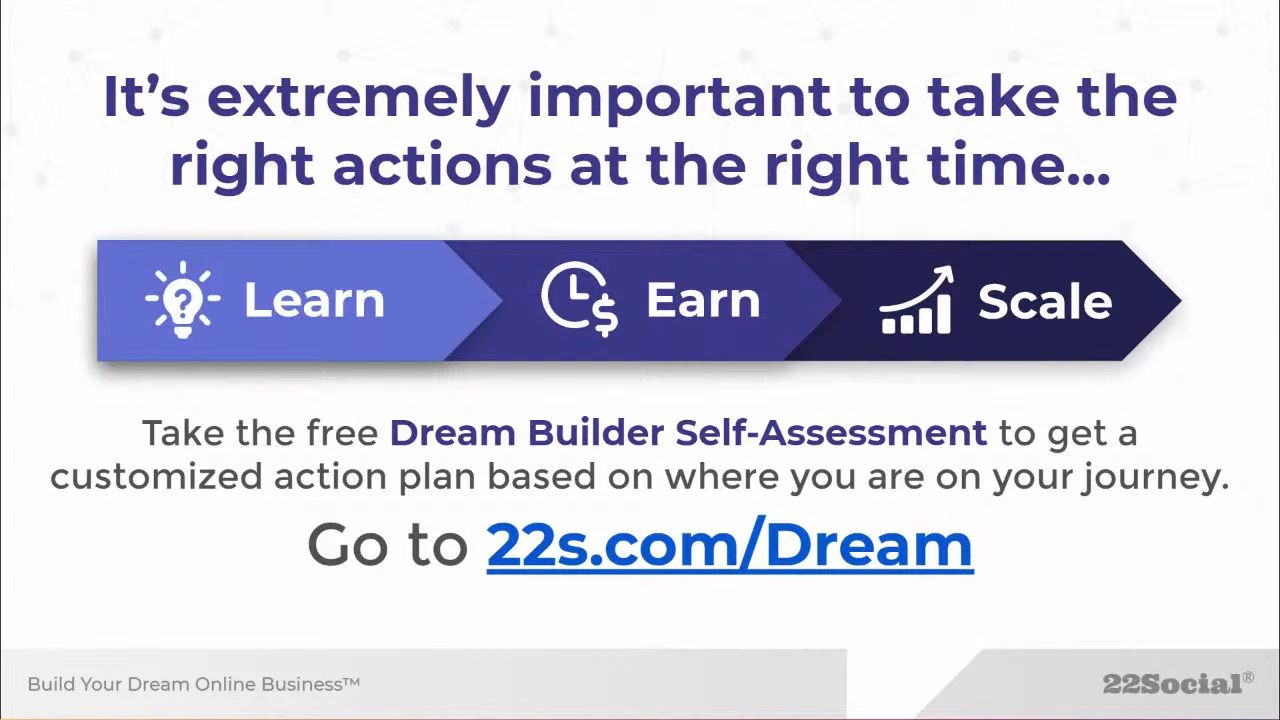 It’s extremely important to take the
right actions at the right time...
Learn
Earn
Scale
Take the free Dream Builder Self-Assessment to get a
customized action plan based on where you are on your journey.
Go to 22s.com/Dream
Build Your Dream Online Business™
22Social®